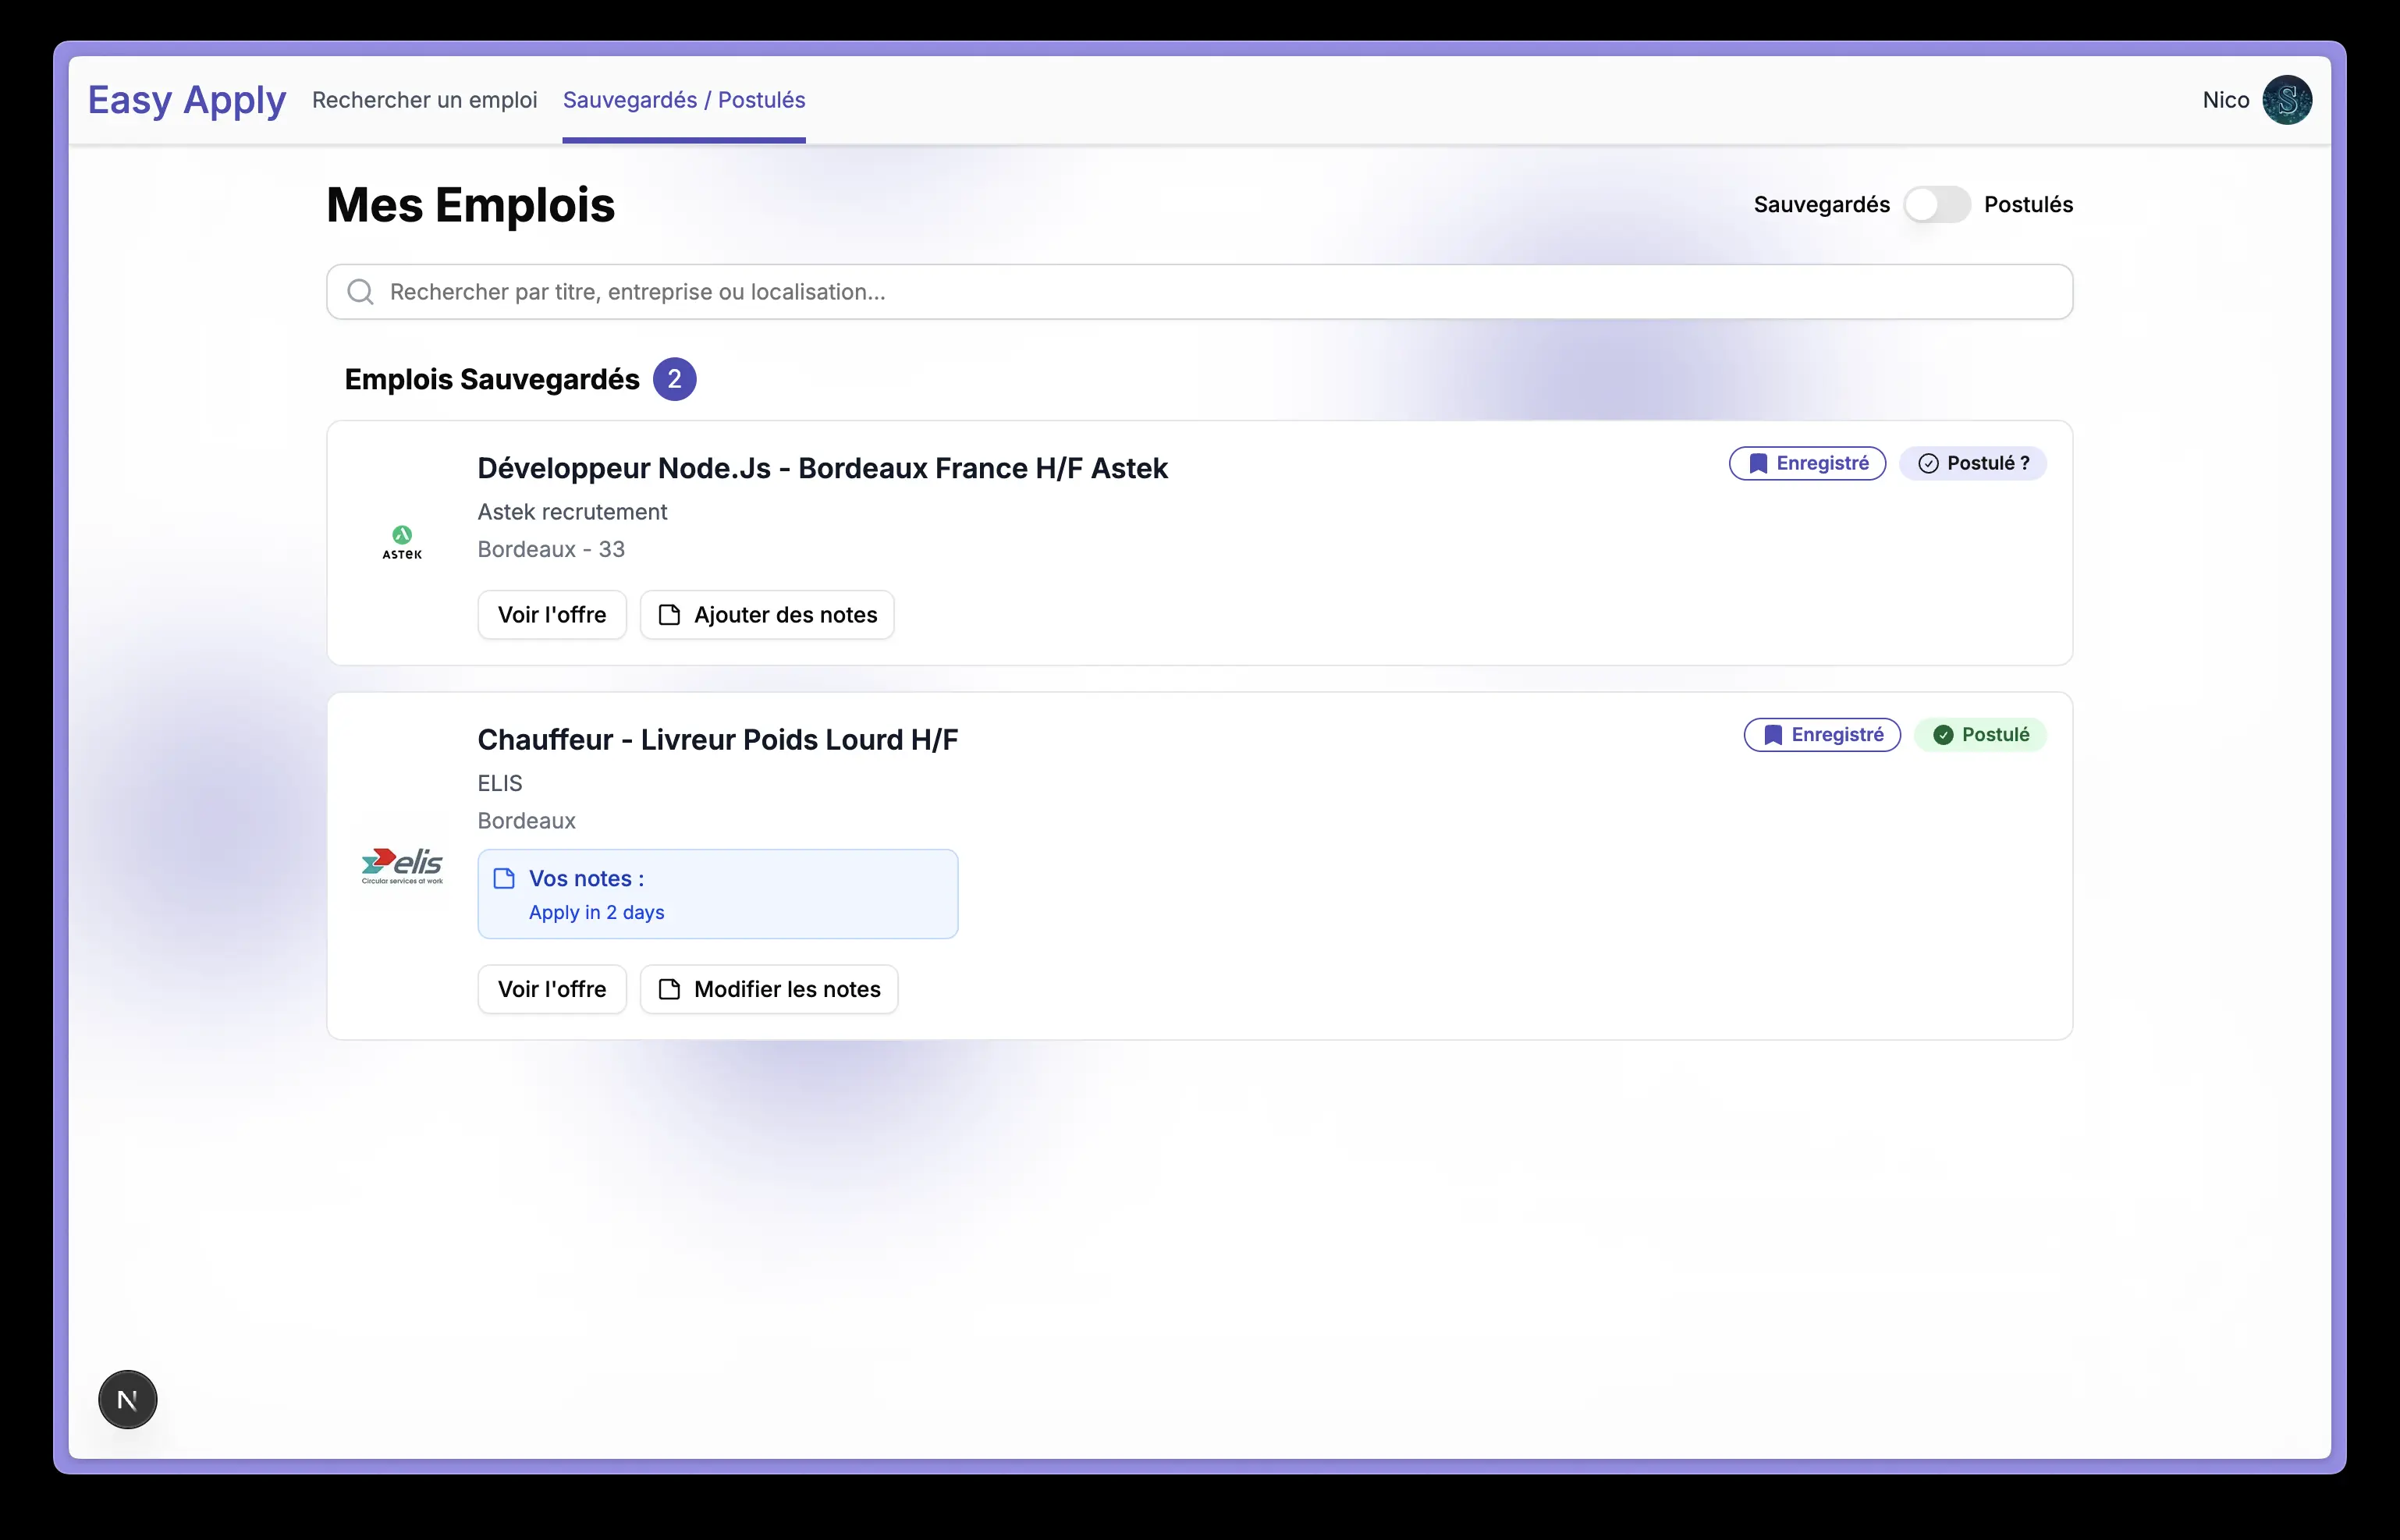 Easy Apply
Rechercher un emploi
Sauvegardés / Postulés
Nico
S
Mes Emplois
Sauvegardés
Postulés
Rechercher par titre, entreprise ou localisation...
Emplois Sauvegardés 2
Développeur Node.Js - Bordeaux France H/F Astek
Enregistré
Postulé ?
Astek recrutement
Bordeaux - 33
ASTEK
Voir l'offre
Ajouter des notes
Chauffeur - Livreur Poids Lourd H/F
Enregistré
Postulé
ELIS
Bordeaux
elis
Circular services at work
Vos notes :
Apply in 2 days
Voir l'offre
Modifier les notes
N